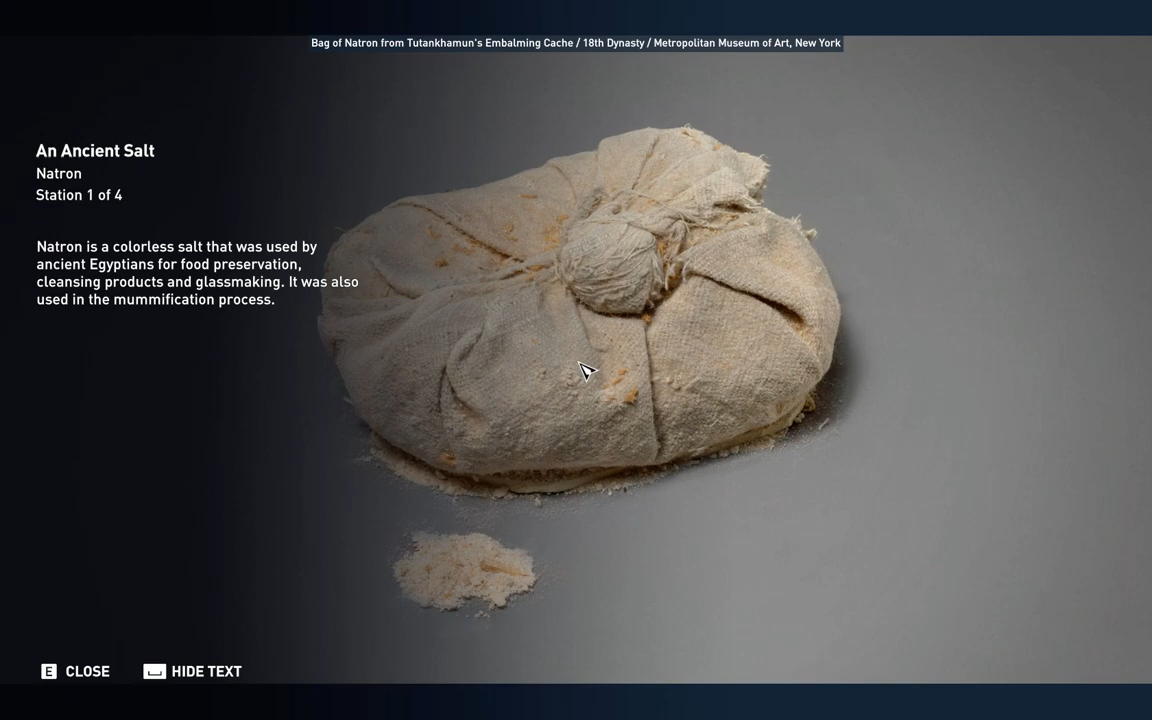 Bag of Natron from Tutankhamun's Embalming Cache / 18th Dynasty / Metropolitan Museum of Art, New York
An Ancient Salt
Natron
Station 1 of 4
Natron is a colorless salt that was used by
ancient Egyptians for food preservation,
cleansing products and glassmaking. It was also
used in the mummification process.
E CLOSE
HIDE TEXT